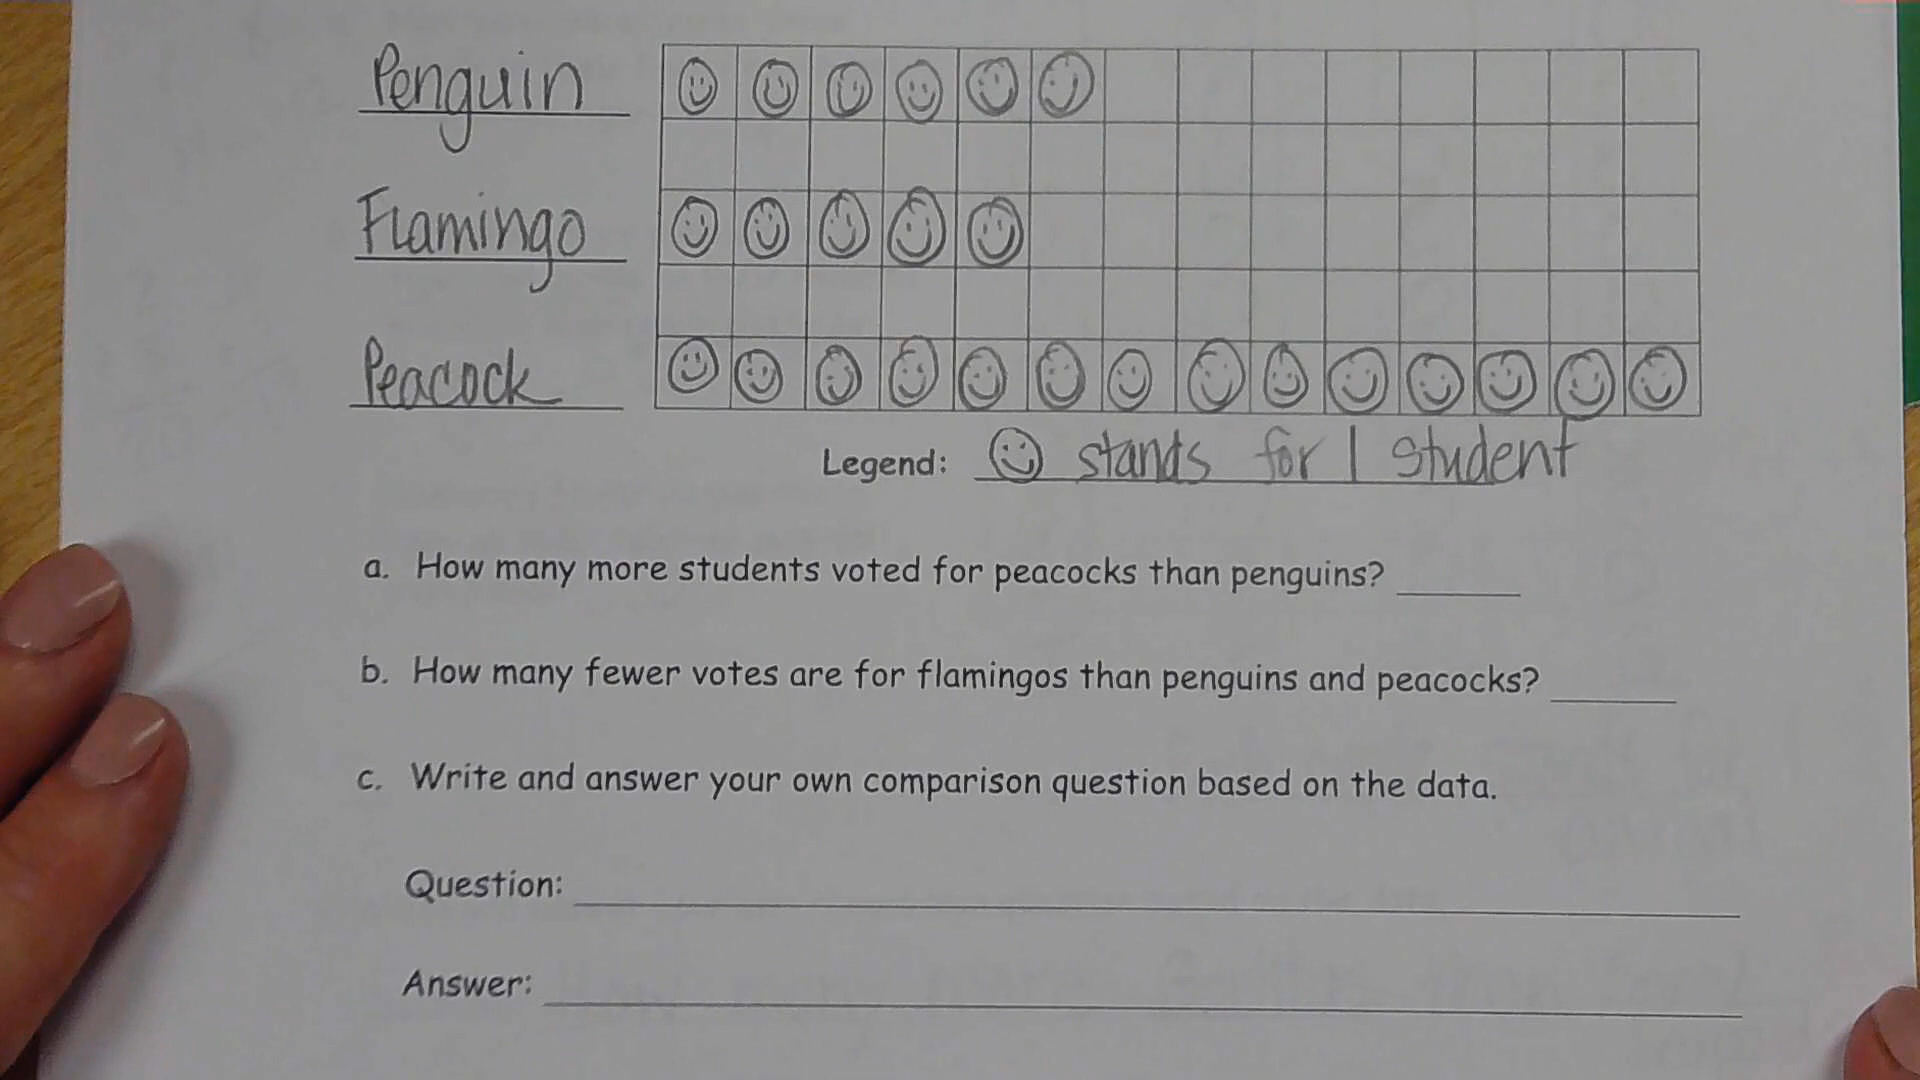 Penguin
Flamingo
Peacock
Legend: stands for 1 student
a. How many more students voted for peacocks than penguins?
b. How many fewer votes are for flamingos than penguins and peacocks?
c. Write and answer your own comparison question based on the data.
Question:
Answer: